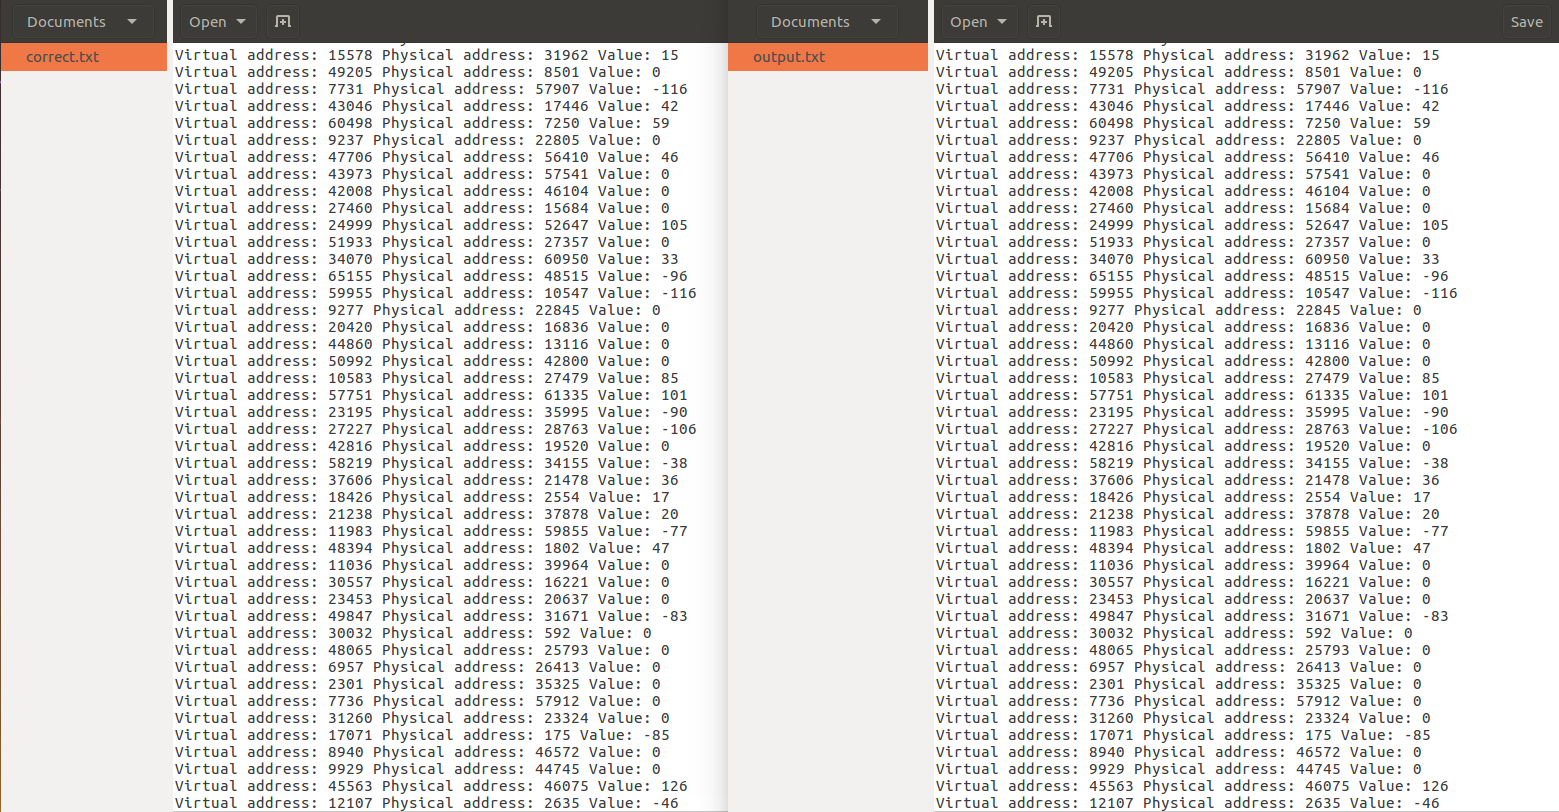 Documents
Open
correct.txt
Virtual address: 15578 Physical address: 31962 Value: 15
Virtual address: 49205 Physical address: 8501 Value: 0
Virtual address: 7731 Physical address: 57907 Value: -116
Virtual address: 43046 Physical address: 17446 Value: 42
Virtual address: 60498 Physical address: 7250 Value: 59
Virtual address: 9237 Physical address: 22805 Value: 0
Virtual address: 47706 Physical address: 56410 Value: 46
Virtual address: 43973 Physical address: 57541 Value: 0
Virtual address: 42008 Physical address: 46104 Value: 0
Virtual address: 27460 Physical address: 15684 Value: 0
Virtual address: 24999 Physical address: 52647 Value: 105
Virtual address: 51933 Physical address: 27357 Value: 0
Virtual address: 34070 Physical address: 60950 Value: 33
Virtual address: 65155 Physical address: 48515 Value: -96
Virtual address: 59955 Physical address: 10547 Value: -116
Virtual address: 9277 Physical address: 22845 Value: 0
Virtual address: 20420 Physical address: 16836 Value: 0
Virtual address: 44860 Physical address: 13116 Value: 0
Virtual address: 50992 Physical address: 42800 Value: 0
Virtual address: 10583 Physical address: 27479 Value: 85
Virtual address: 57751 Physical address: 61335 Value: 101
Virtual address: 23195 Physical address: 35995 Value: -90
Virtual address: 27227 Physical address: 28763 Value: -106
Virtual address: 42816 Physical address: 19520 Value: 0
Virtual address: 58219 Physical address: 34155 Value: -38
Virtual address: 37606 Physical address: 21478 Value: 36
Virtual address: 18426 Physical address: 2554 Value: 17
Virtual address: 21238 Physical address: 37878 Value: 20
Virtual address: 11983 Physical address: 59855 Value: -77
Virtual address: 48394 Physical address: 1802 Value: 47
Virtual address: 11036 Physical address: 39964 Value: 0
Virtual address: 30557 Physical address: 16221 Value: 0
Virtual address: 23453 Physical address: 20637 Value: 0
Virtual address: 49847 Physical address: 31671 Value: -83
Virtual address: 30032 Physical address: 592 Value: 0
Virtual address: 48065 Physical address: 25793 Value: 0
Virtual address: 6957 Physical address: 26413 Value: 0
Virtual address: 2301 Physical address: 35325 Value: 0
Virtual address: 7736 Physical address: 57912 Value: 0
Virtual address: 31260 Physical address: 23324 Value: 0
Virtual address: 17071 Physical address: 175 Value: -85
Virtual address: 8940 Physical address: 46572 Value: 0
Virtual address: 9929 Physical address: 44745 Value: 0
Virtual address: 45563 Physical address: 46075 Value: 126
Virtual address: 12107 Physical address: 2635 Value: -46
Documents
Open
Save
output.txt
Virtual address: 15578 Physical address: 31962 Value: 15
Virtual address: 49205 Physical address: 8501 Value: 0
Virtual address: 7731 Physical address: 57907 Value: -116
Virtual address: 43046 Physical address: 17446 Value: 42
Virtual address: 60498 Physical address: 7250 Value: 59
Virtual address: 9237 Physical address: 22805 Value: 0
Virtual address: 47706 Physical address: 56410 Value: 46
Virtual address: 43973 Physical address: 57541 Value: 0
Virtual address: 42008 Physical address: 46104 Value: 0
Virtual address: 27460 Physical address: 15684 Value: 0
Virtual address: 24999 Physical address: 52647 Value: 105
Virtual address: 51933 Physical address: 27357 Value: 0
Virtual address: 34070 Physical address: 60950 Value: 33
Virtual address: 65155 Physical address: 48515 Value: -96
Virtual address: 59955 Physical address: 10547 Value: -116
Virtual address: 9277 Physical address: 22845 Value: 0
Virtual address: 20420 Physical address: 16836 Value: 0
Virtual address: 44860 Physical address: 13116 Value: 0
Virtual address: 50992 Physical address: 42800 Value: 0
Virtual address: 10583 Physical address: 27479 Value: 85
Virtual address: 57751 Physical address: 61335 Value: 101
Virtual address: 23195 Physical address: 35995 Value: -90
Virtual address: 27227 Physical address: 28763 Value: -106
Virtual address: 42816 Physical address: 19520 Value: 0
Virtual address: 58219 Physical address: 34155 Value: -38
Virtual address: 37606 Physical address: 21478 Value: 36
Virtual address: 18426 Physical address: 2554 Value: 17
Virtual address: 21238 Physical address: 37878 Value: 20
Virtual address: 11983 Physical address: 59855 Value: -77
Virtual address: 48394 Physical address: 1802 Value: 47
Virtual address: 11036 Physical address: 39964 Value: 0
Virtual address: 30557 Physical address: 16221 Value: 0
Virtual address: 23453 Physical address: 20637 Value: 0
Virtual address: 49847 Physical address: 31671 Value: -83
Virtual address: 30032 Physical address: 592 Value: 0
Virtual address: 48065 Physical address: 25793 Value: 0
Virtual address: 6957 Physical address: 26413 Value: 0
Virtual address: 2301 Physical address: 35325 Value: 0
Virtual address: 7736 Physical address: 57912 Value: 0
Virtual address: 31260 Physical address: 23324 Value: 0
Virtual address: 17071 Physical address: 175 Value: -85
Virtual address: 8940 Physical address: 46572 Value: 0
Virtual address: 9929 Physical address: 44745 Value: 0
Virtual address: 45563 Physical address: 46075 Value: 126
Virtual address: 12107 Physical address: 2635 Value: -46